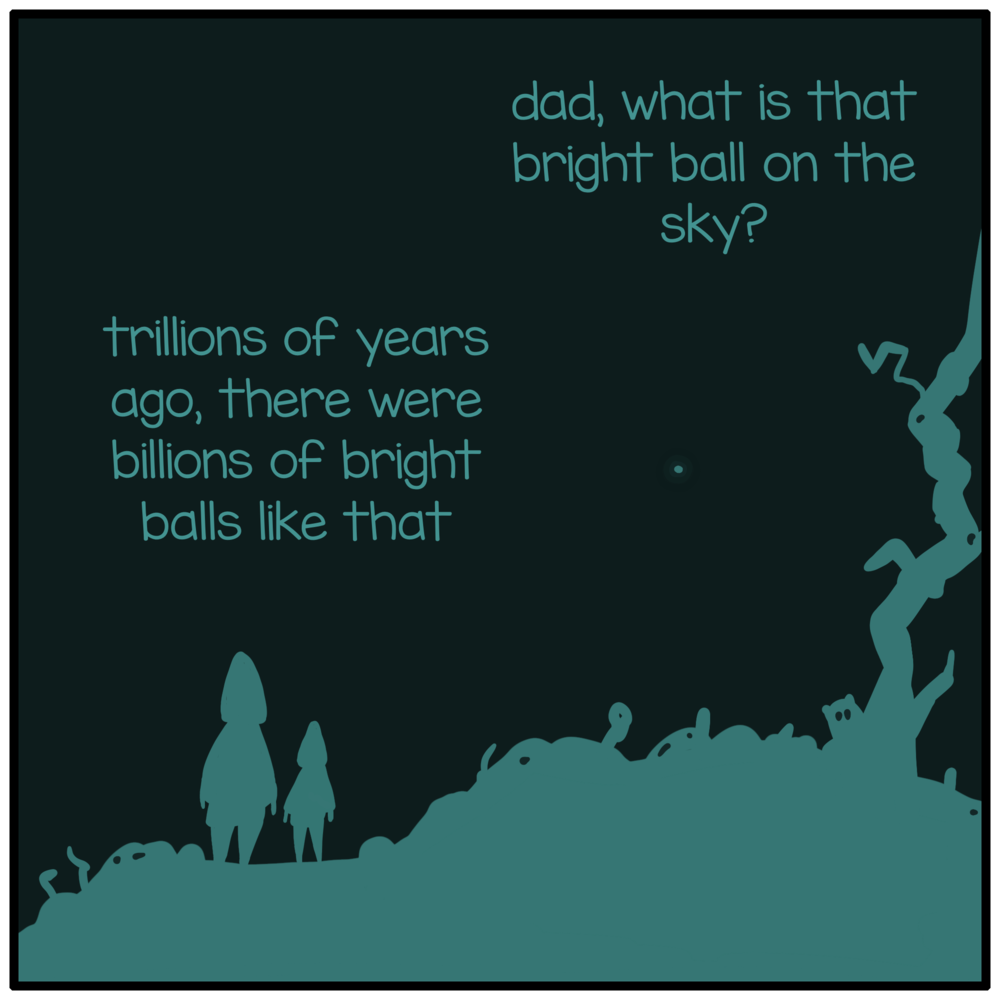 dad, what is that
bright ball on the
sky?
trillions of years
ago, there were
billions of bright
balls like that